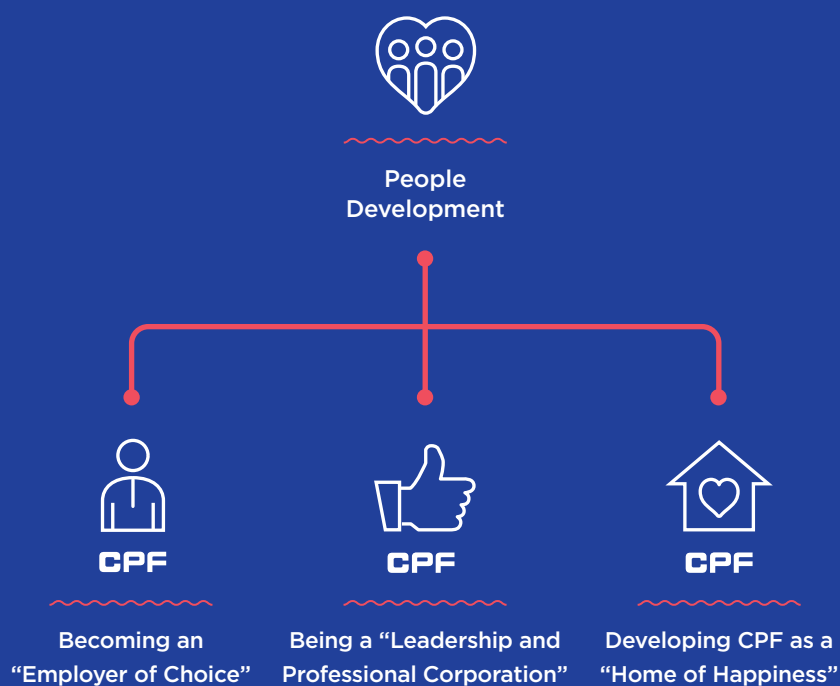 People
Development
CPF
CPF
CPF
Becoming an
“Employer of Choice”
Being a “Leadership and
Professional Corporation”
Developing CPF as a
“Home of Happiness”